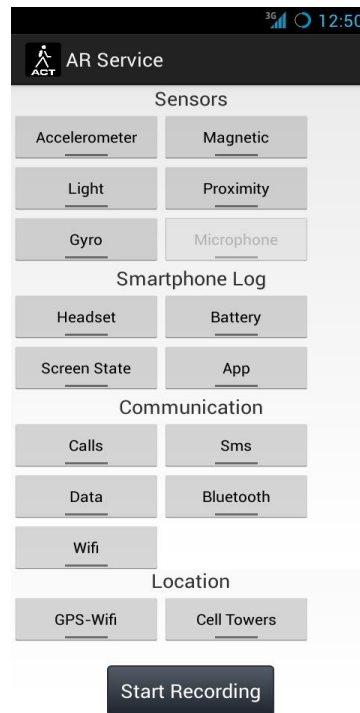 3G 12:50
ACT AR Service
Sensors
Accelerometer Magnetic
Light Proximity
Gyro Microphone
Smartphone Log
Headset Battery
Screen State App
Communication
Calls Sms
Data Bluetooth
Wifi
Location
GPS-Wifi Cell Towers
Start Recording